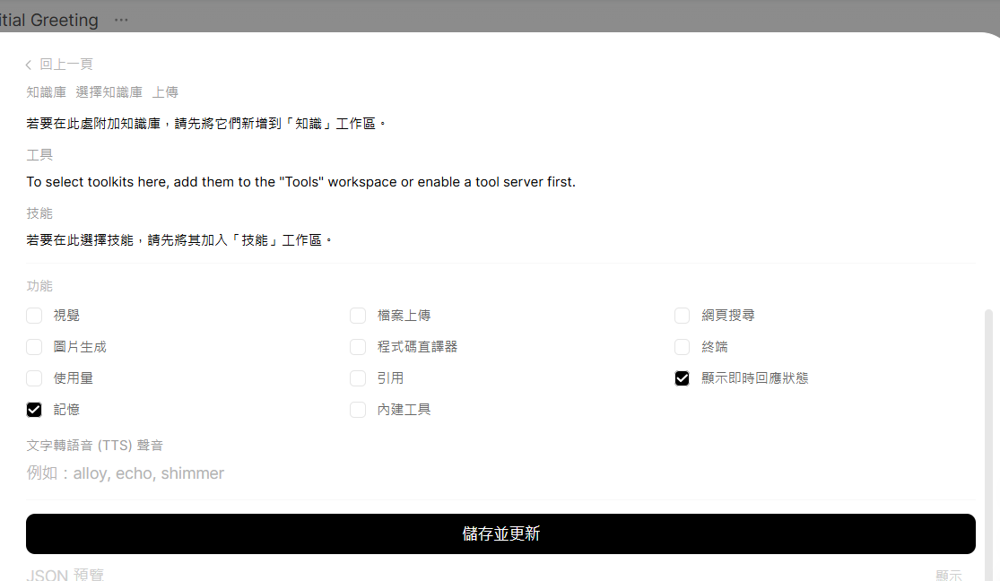 itial Greeting ...
回上一頁
知識庫 選擇知識庫 上傳
若要在此處附加知識庫，請先將它們新增到「知識」工作區。
工具
To select toolkits here, add them to the "Tools" workspace or enable a tool server first.
技能
若要在此選擇技能，請先將其加入「技能」工作區。
功能
視覺 檔案上傳 網頁搜尋
圖片生成 程式碼直譯器 終端
使用量 引用 顯示即時回應狀態
記憶 內建工具
文字轉語音 (TTS) 聲音
例如：alloy, echo, shimmer
儲存並更新
JSON 預覽 顯示